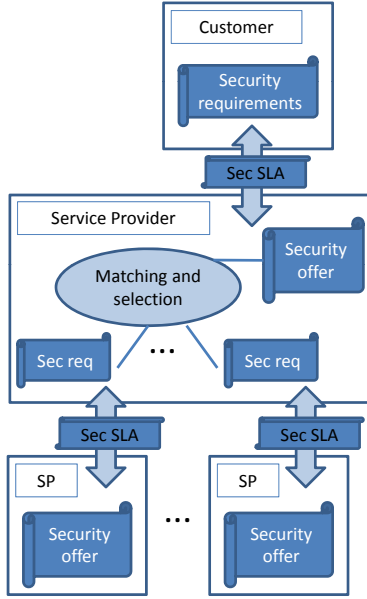 Customer
Security
requirements
Sec SLA
Service Provider
Security
offer
Matching and
selection
...
Sec req
Sec req
Sec SLA
Sec SLA
SP
SP
...
Security
offer
Security
offer